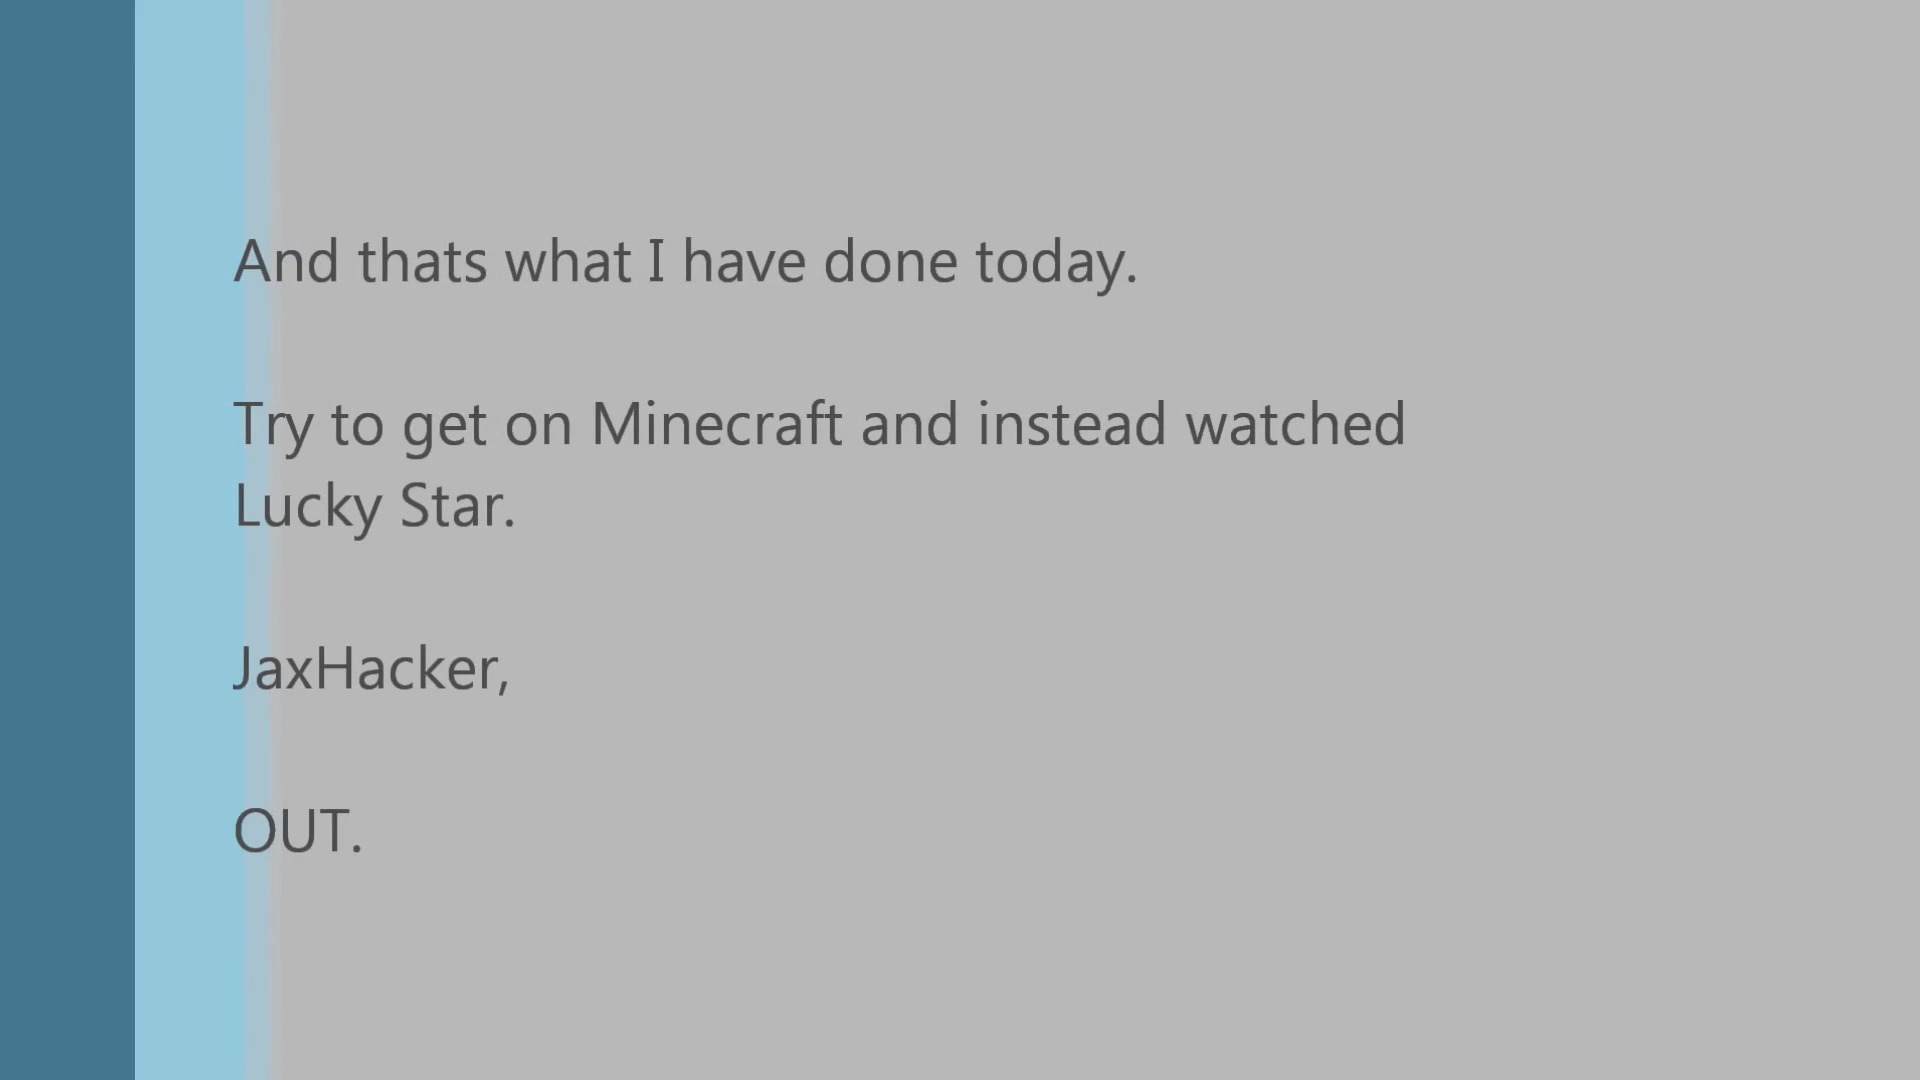 And thats what I have done today.
Try to get on Minecraft and instead watched
Lucky Star.
JaxHacker,
OUT.